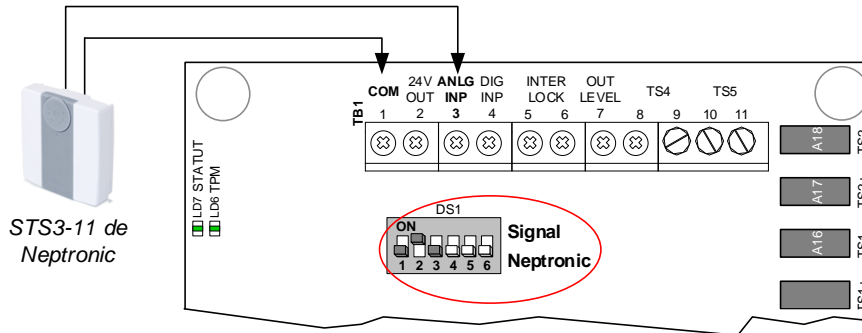 24V ANLG DIG INTER OUT
COM OUT INP INP LOCK LEVEL TS4 TS5
TB1
1 2 3 4 5 6 7 8 9 10 11
A18
A17
A16
LD7 STATUT
LD6 TPM
STS3-11 de
Neptronic
DS1
ON
1 2 3 4 5 6
Signal
Neptronic